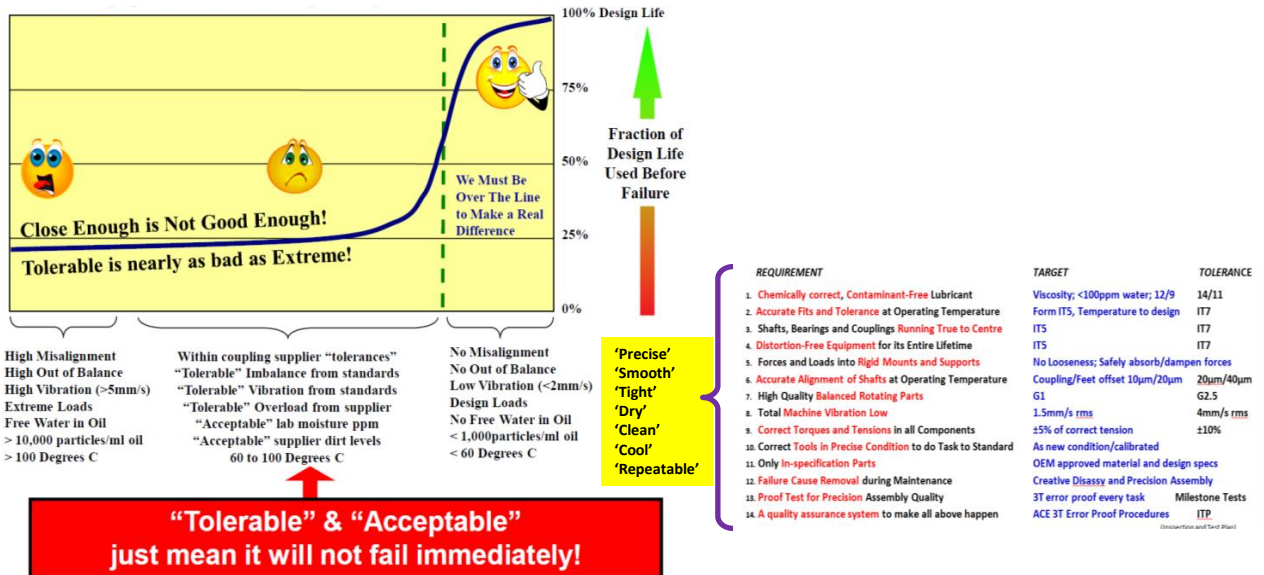 100% Design Life
75%
50%
25%
0%
Close Enough is Not Good Enough!
Tolerable is nearly as bad as Extreme!
We Must Be
Over The Line
to Make a Real
Difference
Fraction of
Design Life
Used Before
Failure
High Misalignment
High Out of Balance
High Vibration (>5mm/s)
Extreme Loads
Free Water in Oil
> 10,000 particles/ml oil
> 100 Degrees C
Within coupling supplier “tolerances”
“Tolerable” Imbalance from standards
“Tolerable” Vibration from standards
“Tolerable” Overload from supplier
“Acceptable” lab moisture ppm
“Acceptable” supplier dirt levels
60 to 100 Degrees C
No Misalignment
No Out of Balance
Low Vibration (<2mm/s)
Design Loads
No Free Water in Oil
< 1,000particles/ml oil
< 60 Degrees C
“Tolerable” & “Acceptable”
just mean it will not fail immediately!
‘Precise’
‘Smooth’
‘Tight’
‘Dry’
‘Clean’
‘Cool’
‘Repeatable’
REQUIREMENT TARGET TOLERANCE
1. Chemically correct, Contaminant-Free Lubricant Viscosity; <100ppm water; 12/9 14/11
2. Accurate Fits and Tolerance at Operating Temperature Form IT5, Temperature to design IT7
3. Shafts, Bearings and Couplings Running True to Centre IT5 IT7
4. Distortion-Free Equipment for its Entire Lifetime IT5 IT7
5. Forces and Loads into Rigid Mounts and Supports No Looseness; Safely absorb/dampen forces
6. Accurate Alignment of Shafts at Operating Temperature Coupling/Feet offset 10µm/20µm 20µm/40µm
7. High Quality Balanced Rotating Parts G1 G2.5
8. Total Machine Vibration Low 1.5mm/s rms 4mm/s rms
9. Correct Torques and Tensions in all Components ±5% of correct tension ±10%
10. Correct Tools in Precise Condition to do Task to Standard As new condition/calibrated
11. Only In-specification Parts OEM approved material and design specs
12. Failure Cause Removal during Maintenance Creative Disassy and Precision Assembly
13. Proof Test for Precision Assembly Quality 3T error proof every task Milestone Tests
14. A quality assurance system to make all above happen ACE 3T Error Proof Procedures ITP
(Inspection and Test Plan)